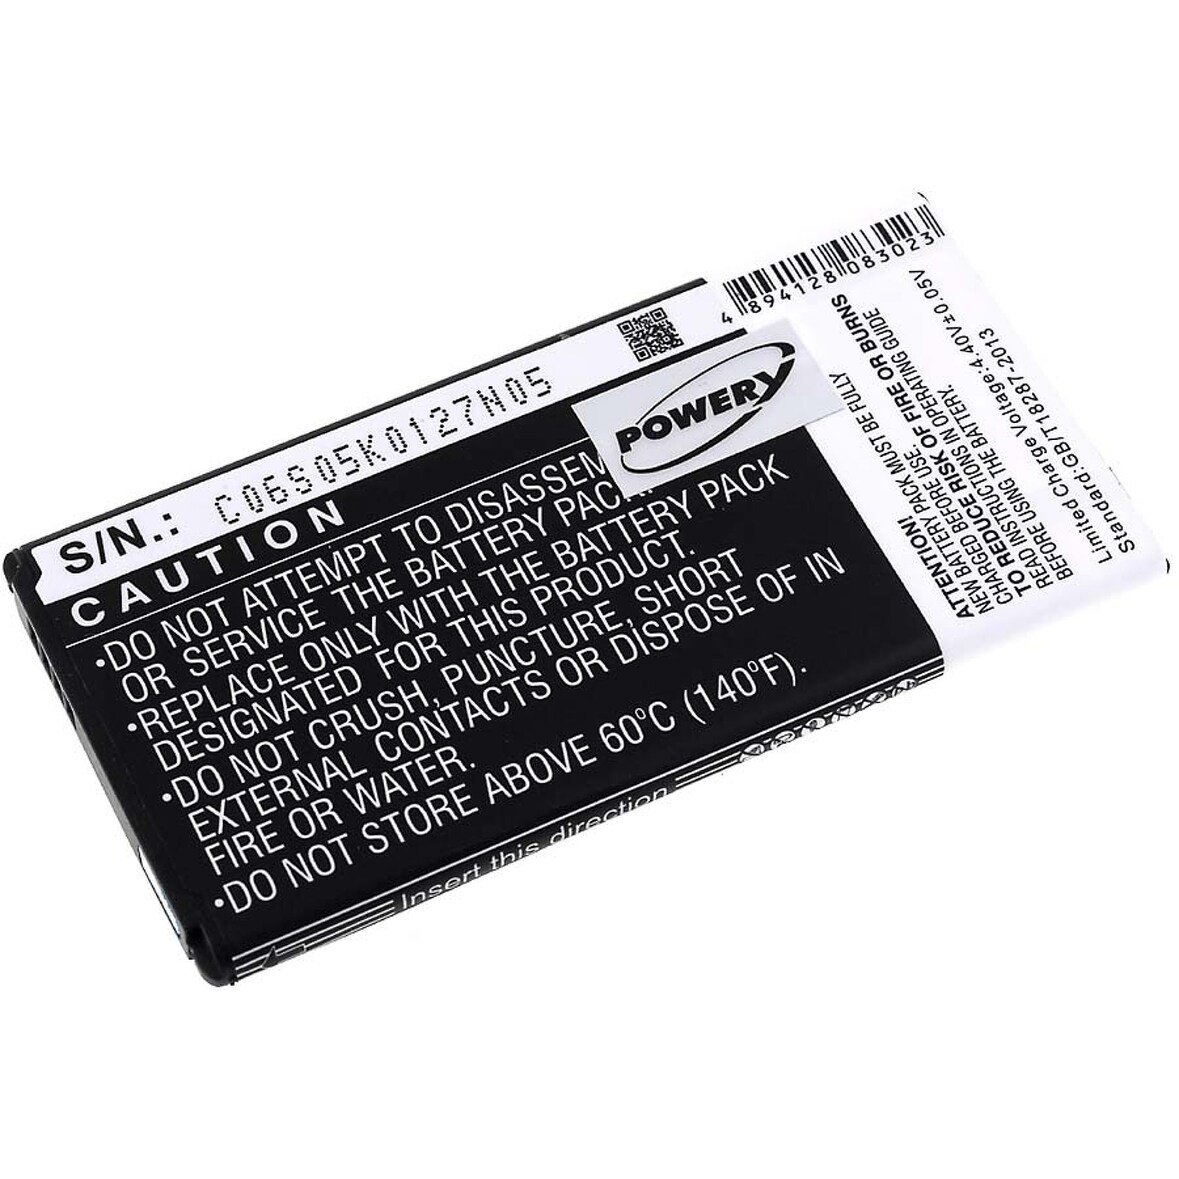 S/N.: C06S05K0127N05
CAUTION
•DO NOT ATTEMPT TO DISASSEM
OR SERVICE THE BATTERY PACK.
•REPLACE ONLY WITH THE BATTERY PACK
DESIGNATED FOR THIS PRODUCT.
•DO NOT CRUSH, PUNCTURE, SHORT
EXTERNAL CONTACTS OR DISPOSE OF IN
FIRE OR WATER.
•DO NOT STORE ABOVE 60°C (140°F).
Insert this direction
POWERY
4 894128 083023
ATTENTION!
NEW BATTERY PACK MUST BE FULLY
CHARGED BEFORE USE.
TO REDUCE RISK OF FIRE OR BURNS
READ INSTRUCTIONS IN OPERATING GUIDE
BEFORE USING THE BATTERY.
Limited Charge Voltage:4.40V±0.05V
Standard:GB/T18287-2013